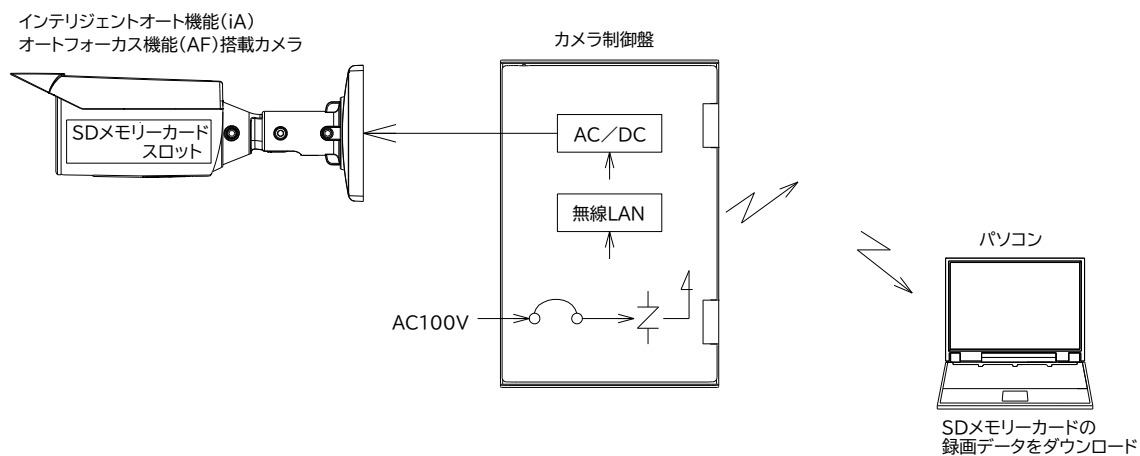 インテリジェントオート機能(iA)
オートフォーカス機能(AF)搭載カメラ
カメラ制御盤
SDメモリーカード
スロット
AC／DC
無線LAN
パソコン
AC100V
SDメモリーカードの
録画データをダウンロード